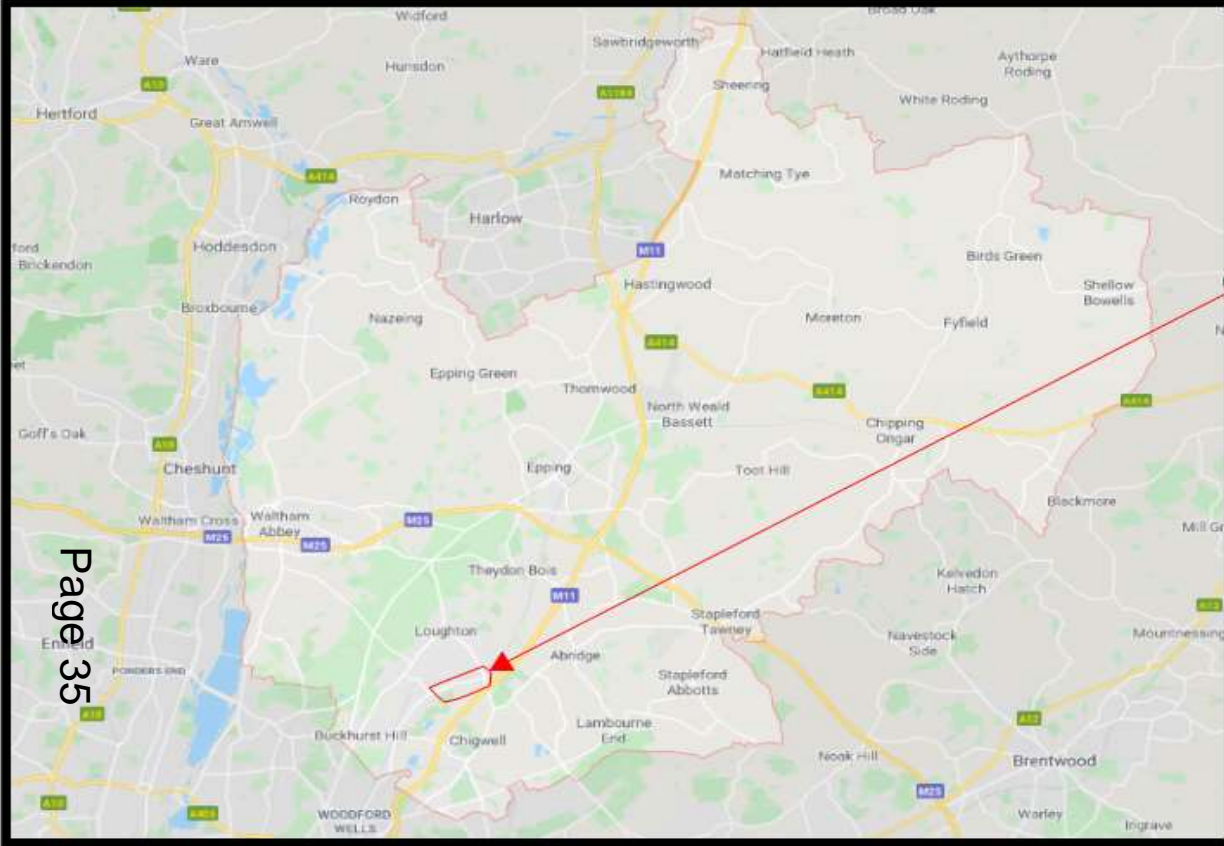 Widford
Ware
Hunsdon
Sawbridgeworth
Hatfield Heath
Aythorpe
Roding
Sheering
A10
A1184
White Roding
Hertford
Great Amwell
A414
Matching Tye
Roydon
Harlow
Hoddesdon
M11
Brickendon
Birds Green
Hastingwood
Shellow
Bowells
Broxbourne
Nazeing
Moreton
Fyfield
A414
Epping Green
Thornwood
A414
A414
North Weald
Bassett
Chipping
Ongar
Goff's Oak
A10
Cheshunt
Epping
Toot Hill
Blackmore
Waltham Cross
Waltham
Abbey
M25
M25
M25
Theydon Bois
Kelvedon
Hatch
M11
A12
Stapleford
Tawney
Loughton
Navestock
Side
Mountnessing
Enfield
Page 35
Abridge
PONDERS END
Stapleford
Abbotts
A10
Lambourne
End
A12
Buckhurst Hill
Chigwell
Noak Hill
Brentwood
M25
A10
WOODFORD
WELLS
Warley
Ingrave